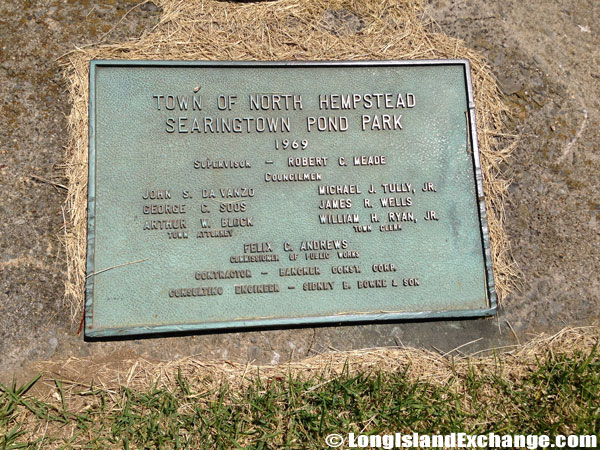 TOWN OF NORTH HEMPSTEAD
SEARINGTOWN POND PARK
1969
SUPERVISOR - ROBERT C. MEADE
COUNCILMEN
JOHN S. DA VANZO MICHAEL J. TULLY, JR.
GEORGE C. SOOS JAMES R. WELLS
ARTHUR W. BLOCK WILLIAM H. RYAN, JR.
TOWN ATTORNEY TOWN CLERK
FELIX C. ANDREWS
COMMISSIONER OF PUBLIC WORKS
CONTRACTOR - CONST. CORP.
CONSULTING ENGINEER - SIDNEY B. BOWNE & SON
© LongIslandExchange.com